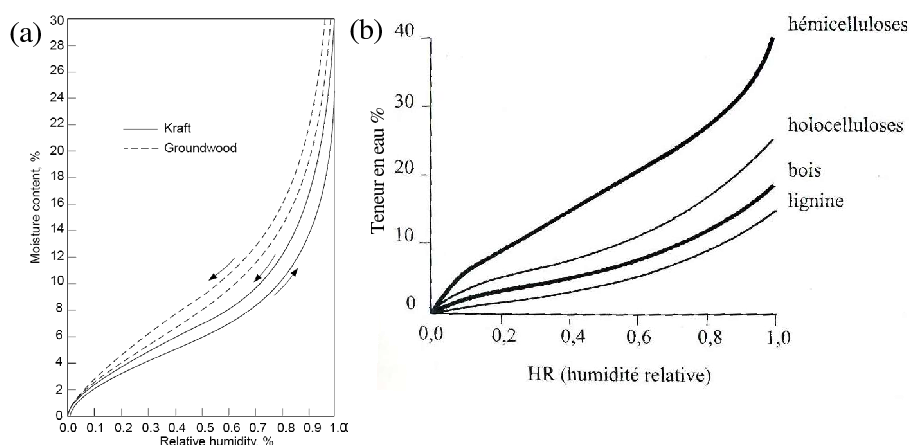 (a)
30
28
26
24
22
20
18
16
14
12
10
8
6
4
2
0
Moisture content, %
Kraft
Groundwood
0.0 0.1 0.2 0.3 0.4 0.5 0.6 0.7 0.8 0.9 1.0
Relative humidity, %
(b)
40
30
20
10
0
Teneur en eau %
hémicelluloses
holocelluloses
bois
lignine
0,0 0,2 0,4 0,6 0,8 1,0
HR (humidité relative)